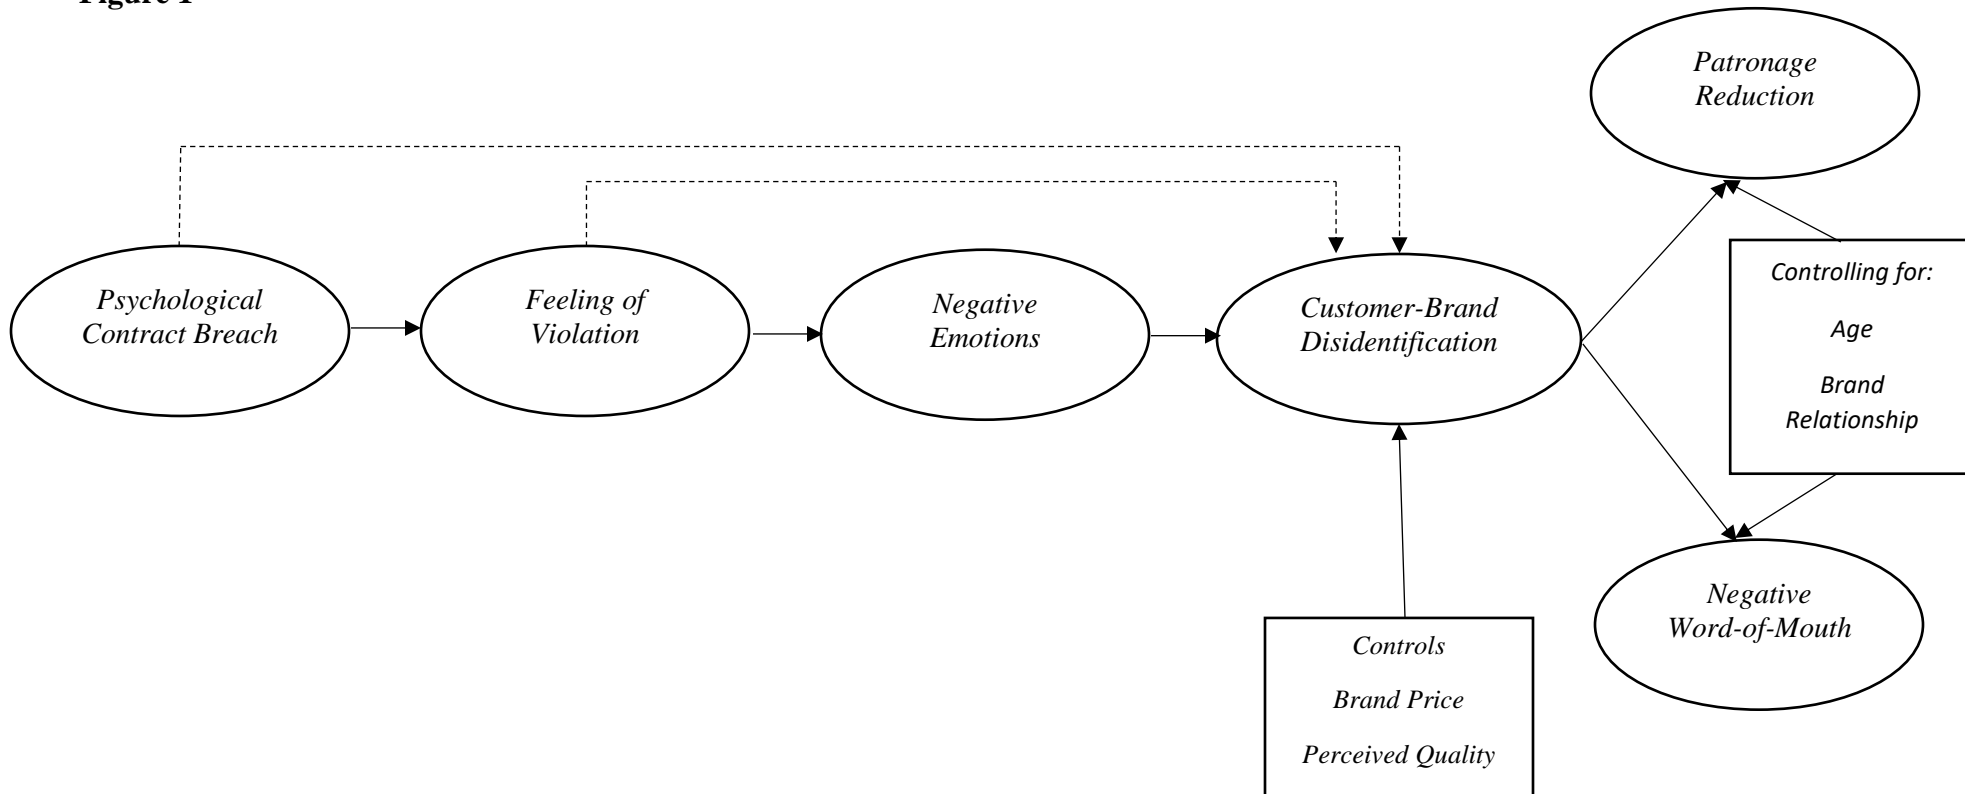 Figure 1
Patronage
Reduction
Psychological
Contract Breach
Feeling of
Violation
Negative
Emotions
Customer-Brand
Disidentification
Controlling for:
Age
Brand
Relationship
Negative
Word-of-Mouth
Controls
Brand Price
Perceived Quality